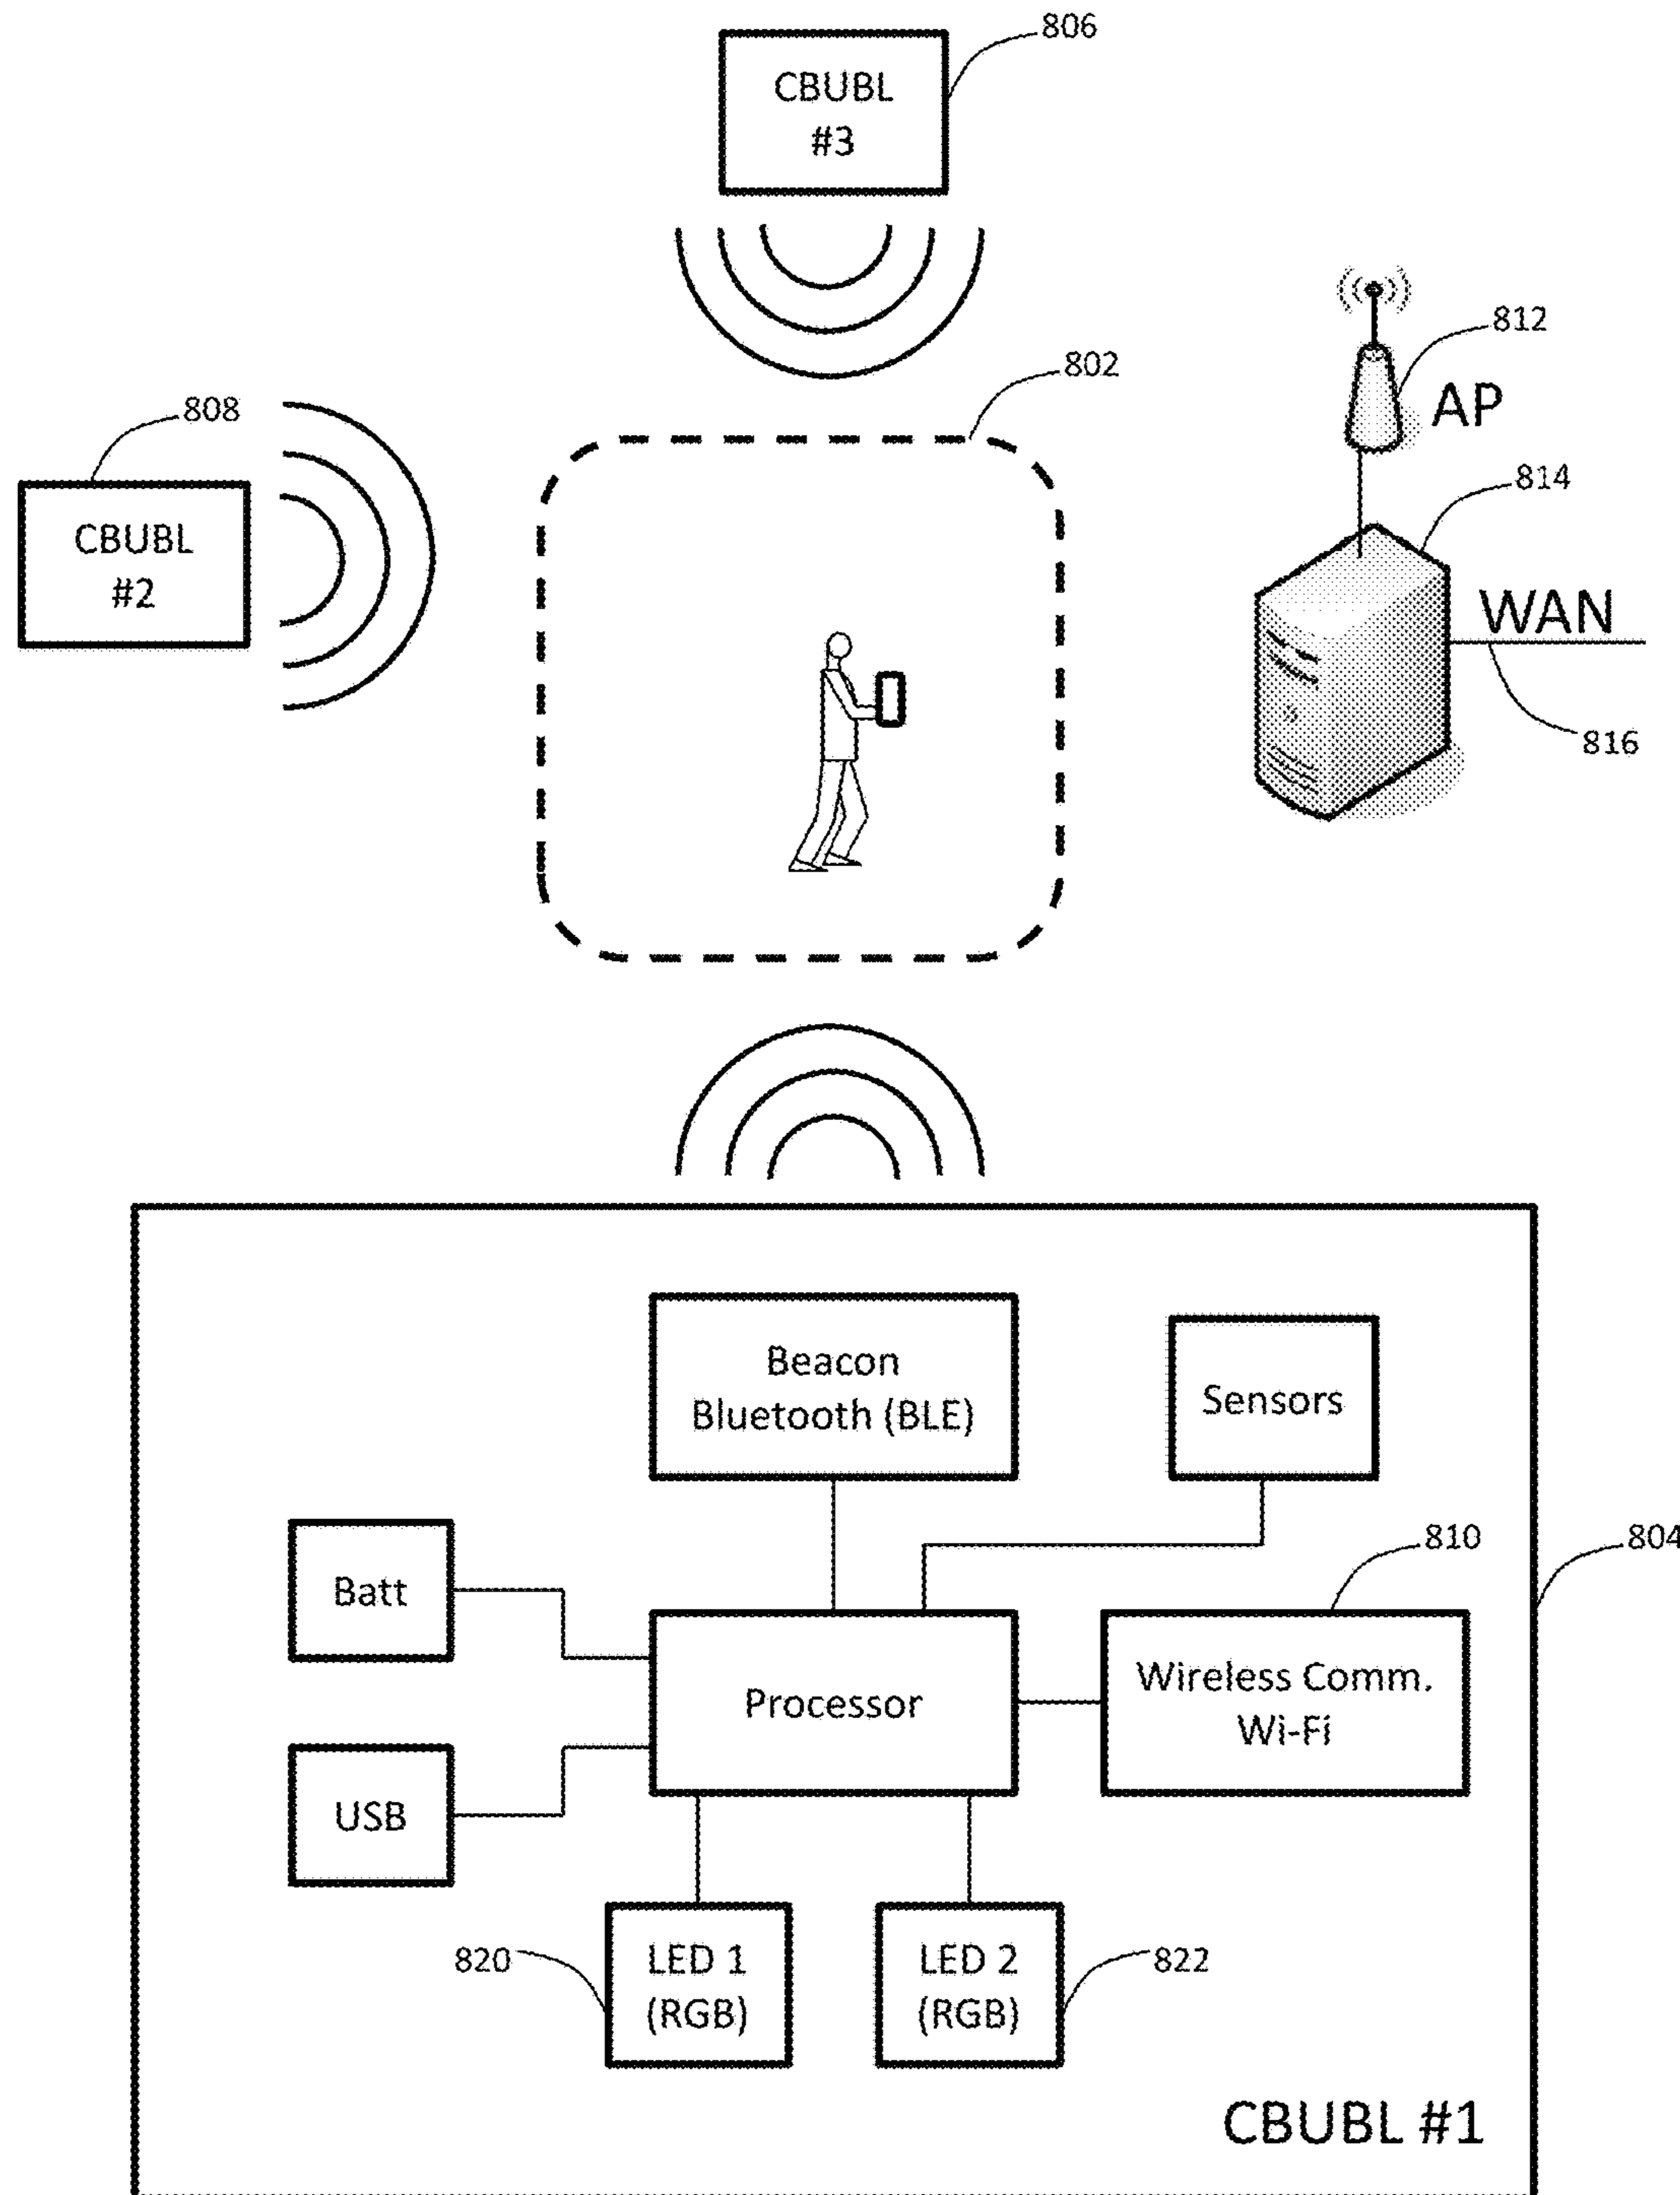 806
CBUBL
#3
812
AP
802
808
CBUBL
#2
814
WAN
816
Beacon
Bluetooth (BLE)
Sensors
810
804
Batt
Processor
Wireless Comm.
Wi-Fi
USB
820
LED 1
(RGB)
LED 2
(RGB)
822
CBUBL #1